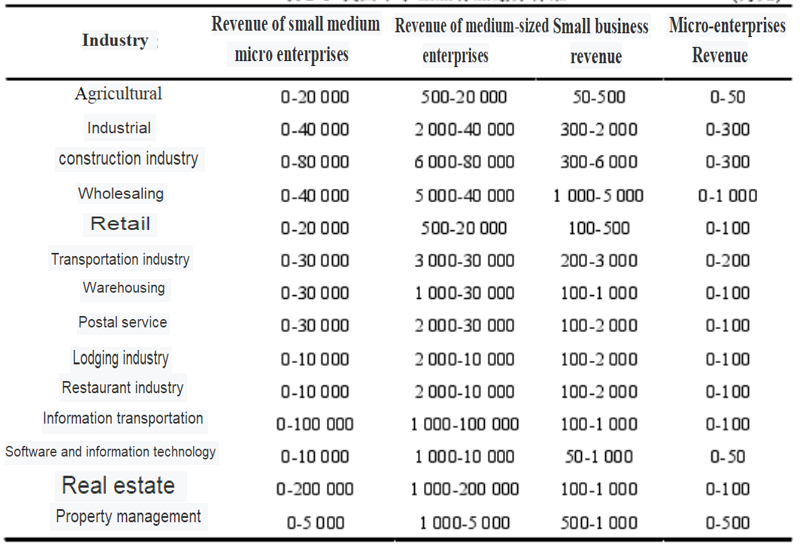 Industry
Revenue of small medium
micro enterprises
Revenue of medium-sized
enterprises
Small business
revenue
Micro-enterprises
Revenue
Agricultural 0-20 000 500-20 000 50-500 0-50
Industrial 0-40 000 2 000-40 000 300-2 000 0-300
construction industry 0-80 000 6 000-80 000 300-6 000 0-300
Wholesaling 0-40 000 5 000-40 000 1 000-5 000 0-1 000
Retail 0-20 000 500-20 000 100-500 0-100
Transportation industry 0-30 000 3 000-30 000 200-3 000 0-200
Warehousing 0-30 000 1 000-30 000 100-1 000 0-100
Postal service 0-30 000 2 000-30 000 100-2 000 0-100
Lodging industry 0-10 000 2 000-10 000 100-2 000 0-100
Restaurant industry 0-10 000 2 000-10 000 100-2 000 0-100
Information transportation 0-100 000 1 000-100 000 100-1 000 0-100
Software and information technology 0-10 000 1 000-10 000 50-1 000 0-50
Real estate 0-200 000 1 000-200 000 100-1 000 0-100
Property management 0-5 000 1 000-5 000 500-1 000 0-500